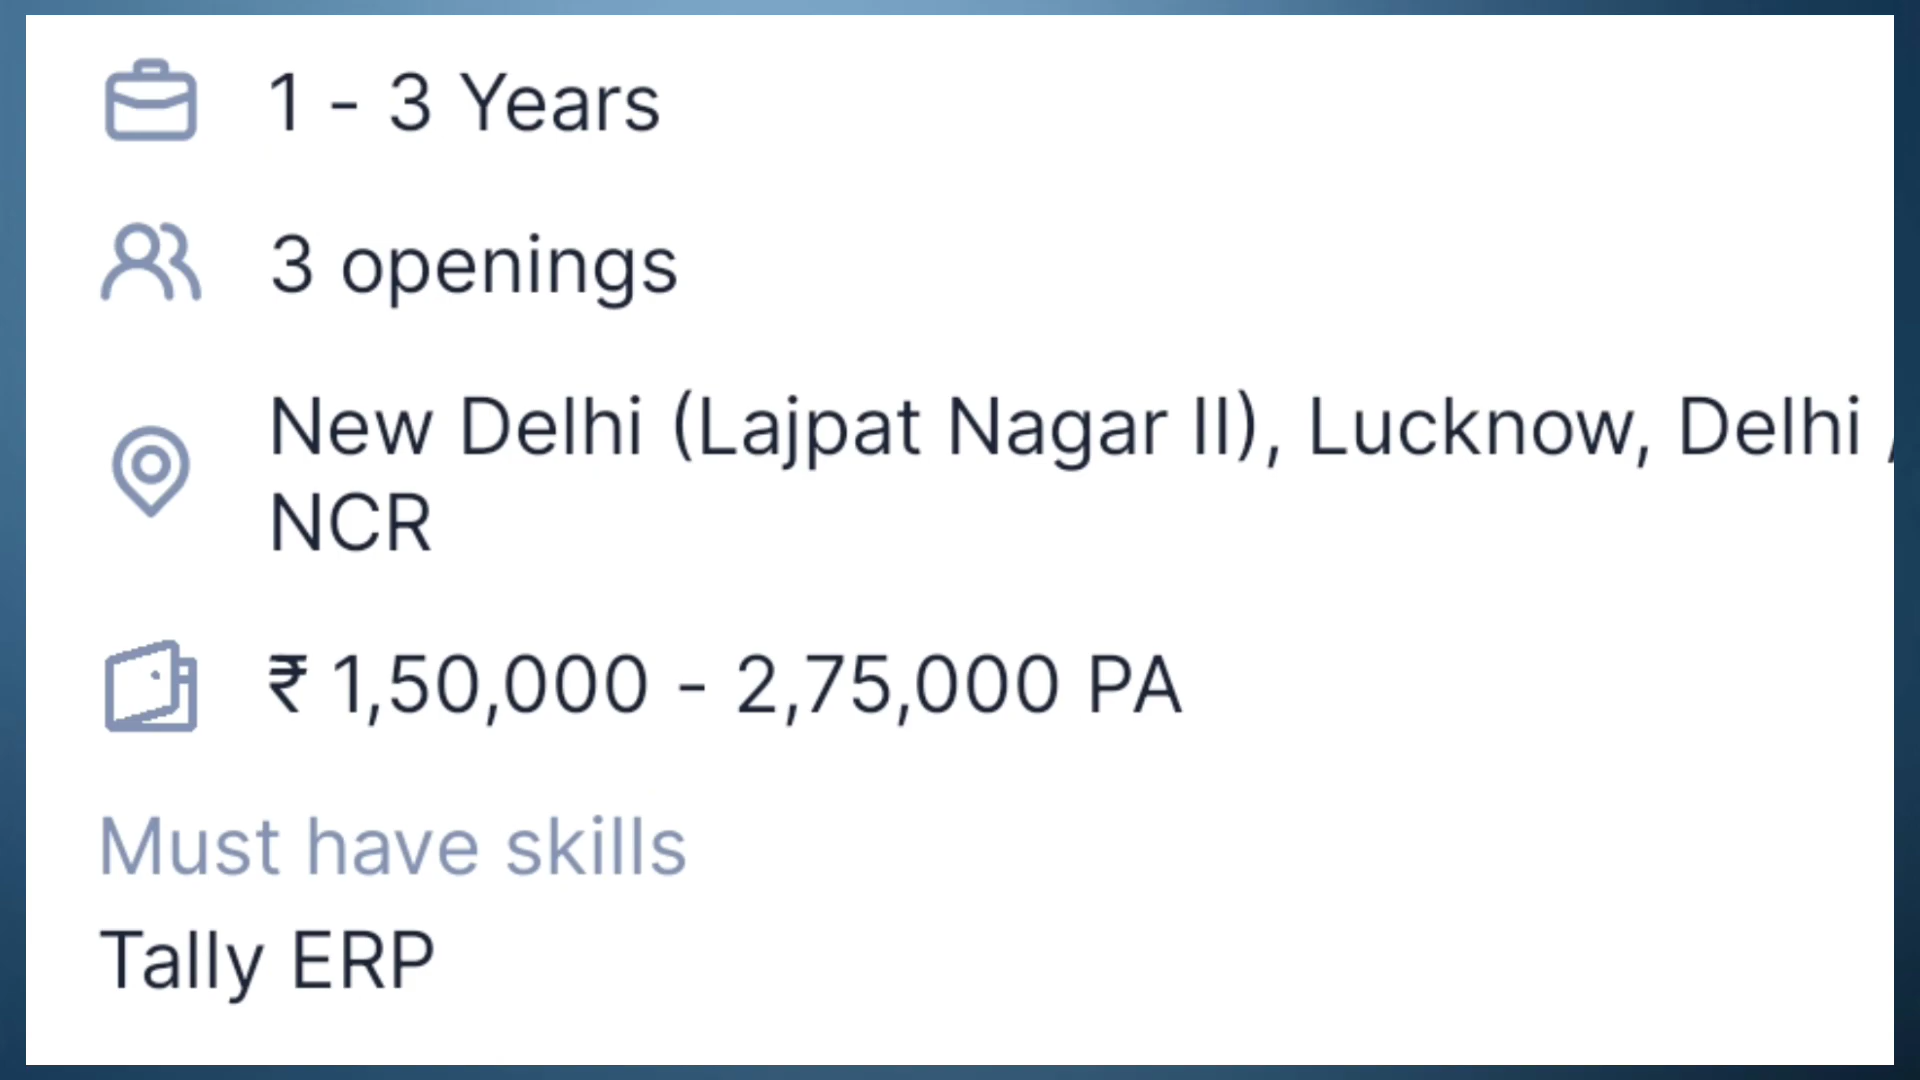 1 - 3 Years
3 openings
New Delhi (Lajpat Nagar II), Lucknow, Delhi /
NCR
₹ 1,50,000 - 2,75,000 PA
Must have skills
Tally ERP